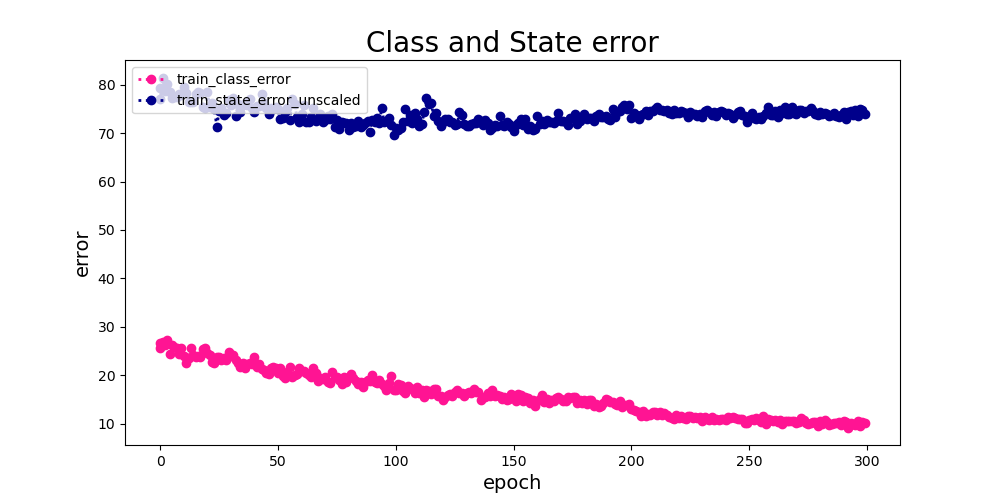 Class and State error
train_class_error
train_state_error_unscaled
80
70
60
50
40
30
20
10
error
0 50 100 150 200 250 300
epoch